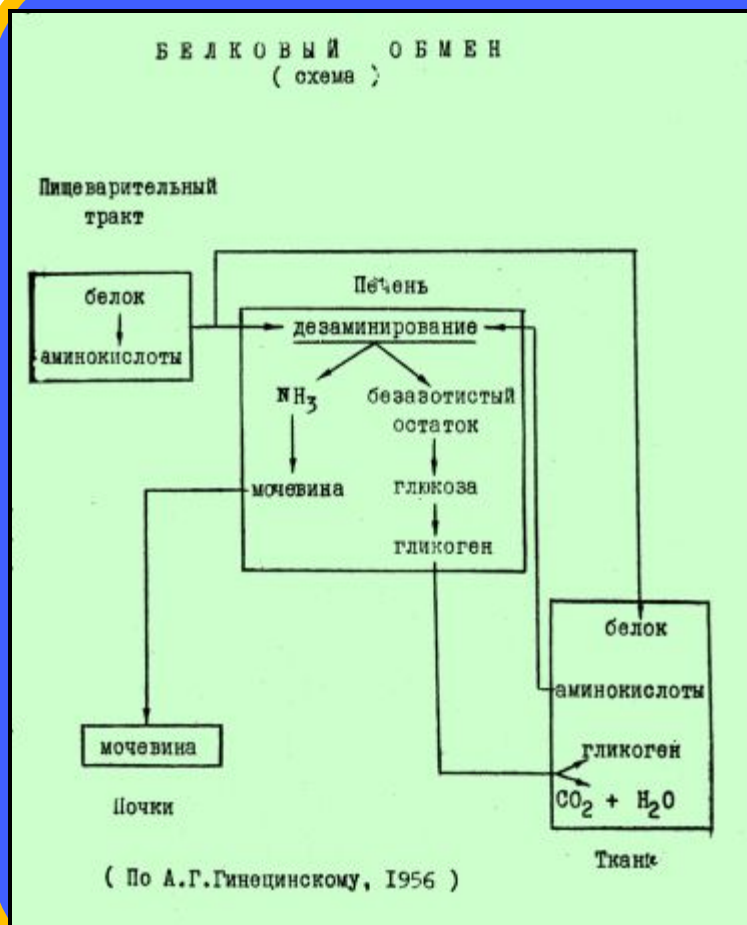 БЕЛКОВЫЙ ОБМЕН
( схема )
Пищеварительный
тракт
белок
аминокислоты
Печень
дезаминирование
NH3
безазотистый
остаток
мочевина
глюкоза
гликоген
белок
аминокислоты
гликоген
CO2 + H2O
Ткани
мочевина
Почки
( По А.Г.Гинецинскому, 1956 )